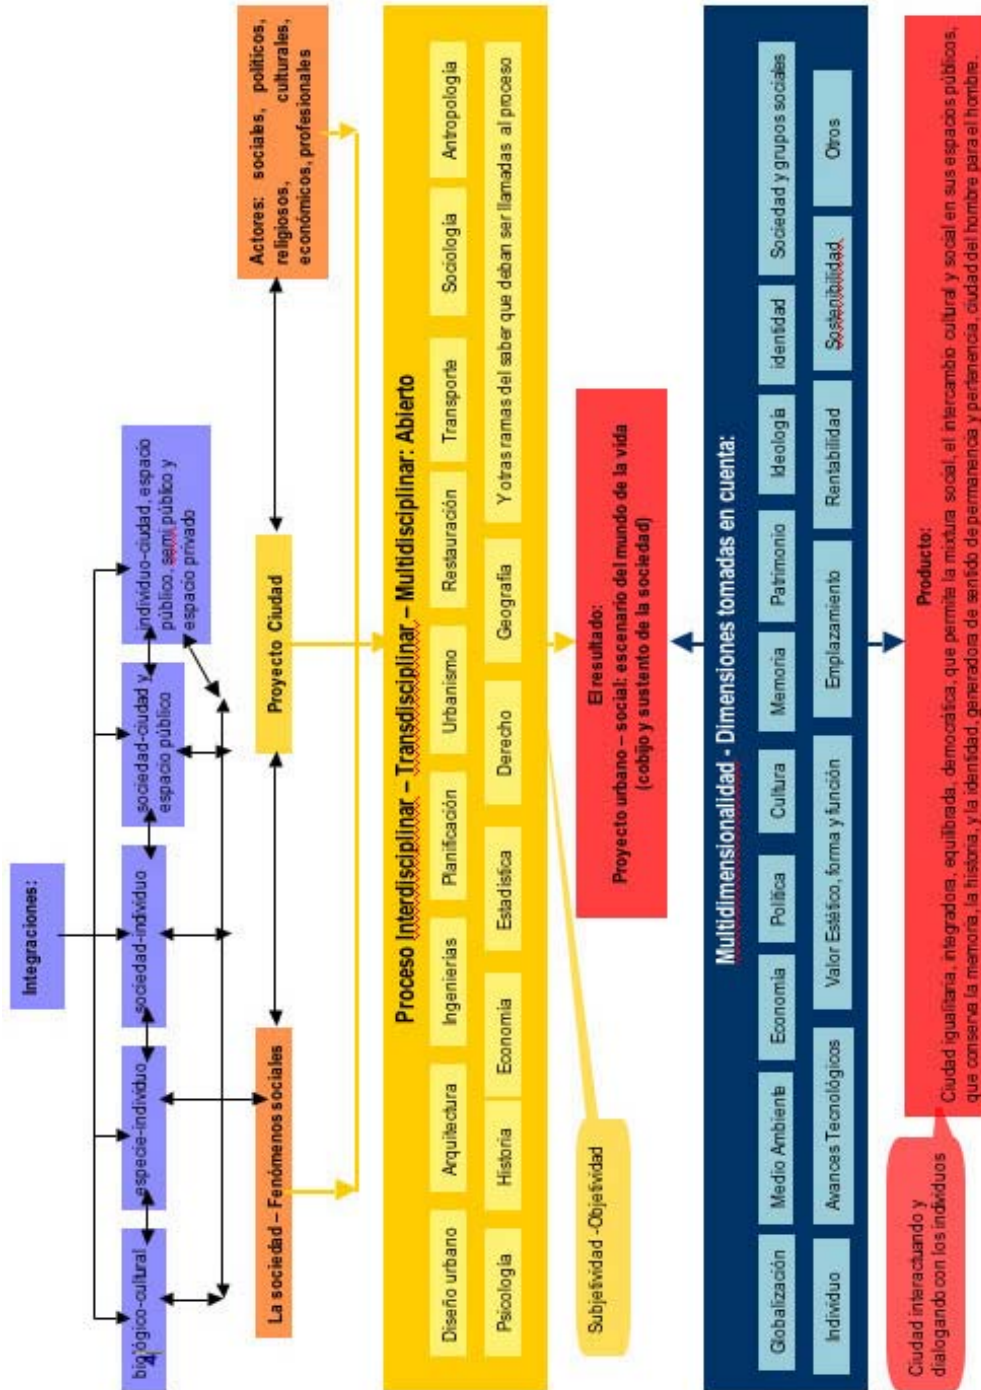 Integraciones:
biológico-cultural
4
especie-individuo
sociedad-individuo
sociedad-ciudad y
espacio público
individuo-ciudad, espacio
público, semi público y
espacio privado
La sociedad – Fenómenos sociales
Proyecto Ciudad
Actores: sociales, políticos,
religiosos, culturales,
económicos, profesionales
Proceso Interdisciplinar – Transdisciplinar – Multidisciplinar: Abierto
Diseño urbano
Arquitectura
Ingenierías
Planificación
Urbanismo
Restauración
Transporte
Sociología
Antropología
Psicología
Historia
Economía
Estadística
Derecho
Geografía
Y otras ramas del saber que deban ser llamadas al proceso
Subjetividad -Objetividad
El resultado:
Proyecto urbano – social: escenario del mundo de la vida
(cobijo y sustento de la sociedad)
Multidimensionalidad - Dimensiones tomadas en cuenta:
Globalización
Medio Ambiente
Economía
Política
Cultura
Memoria
Patrimonio
Ideología
identidad
Sociedad y grupos sociales
Individuo
Avances Tecnológicos
Valor Estético, forma y función
Emplazamiento
Rentabilidad
Sostenibilidad
Otros
Ciudad interactuando y
dialogando con los individuos
Producto:
Ciudad igualitaria, integradora, equilibrada, democrática, que permite la mixtura social, el intercambio cultural y social en sus espacios públicos,
que conserva la memoria, la historia, y la identidad, generadora de sentido de permanencia y pertenencia, ciudad del hombre para el hombre.